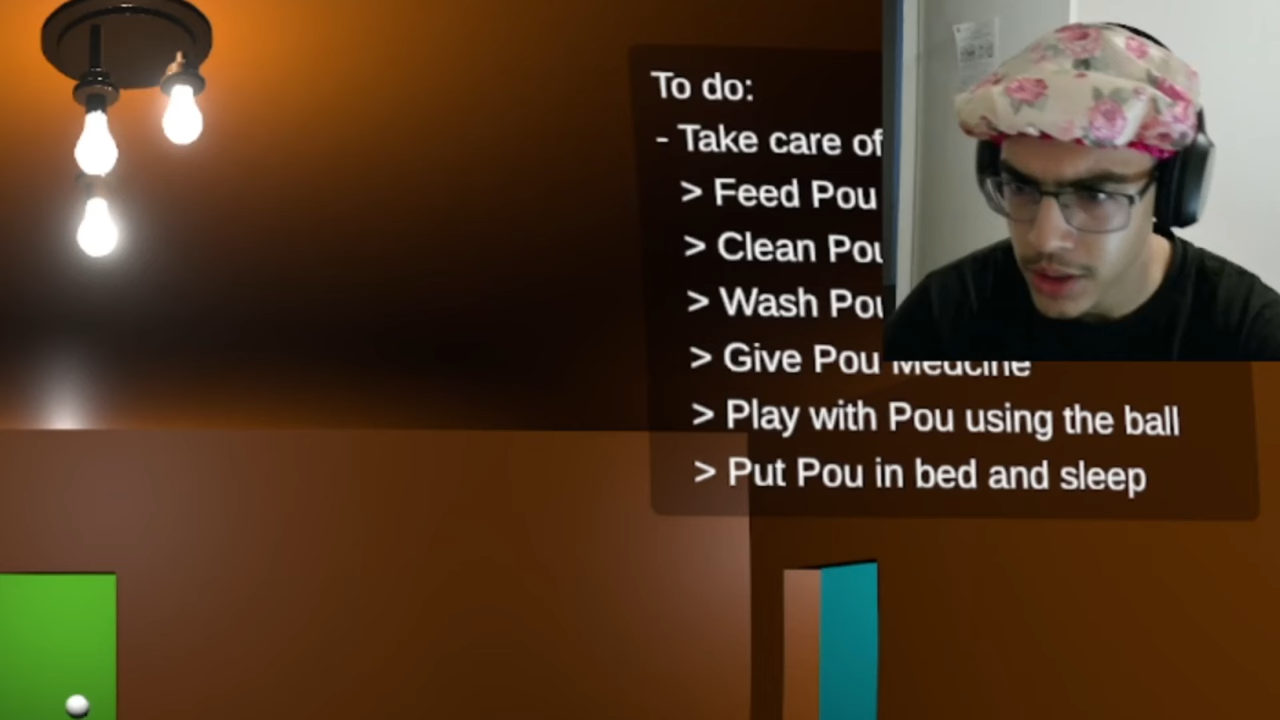 To do:
- Take care of
> Feed Pou
> Clean Pou
> Wash Pou
> Give Pou Medcine
> Play with Pou using the ball
> Put Pou in bed and sleep